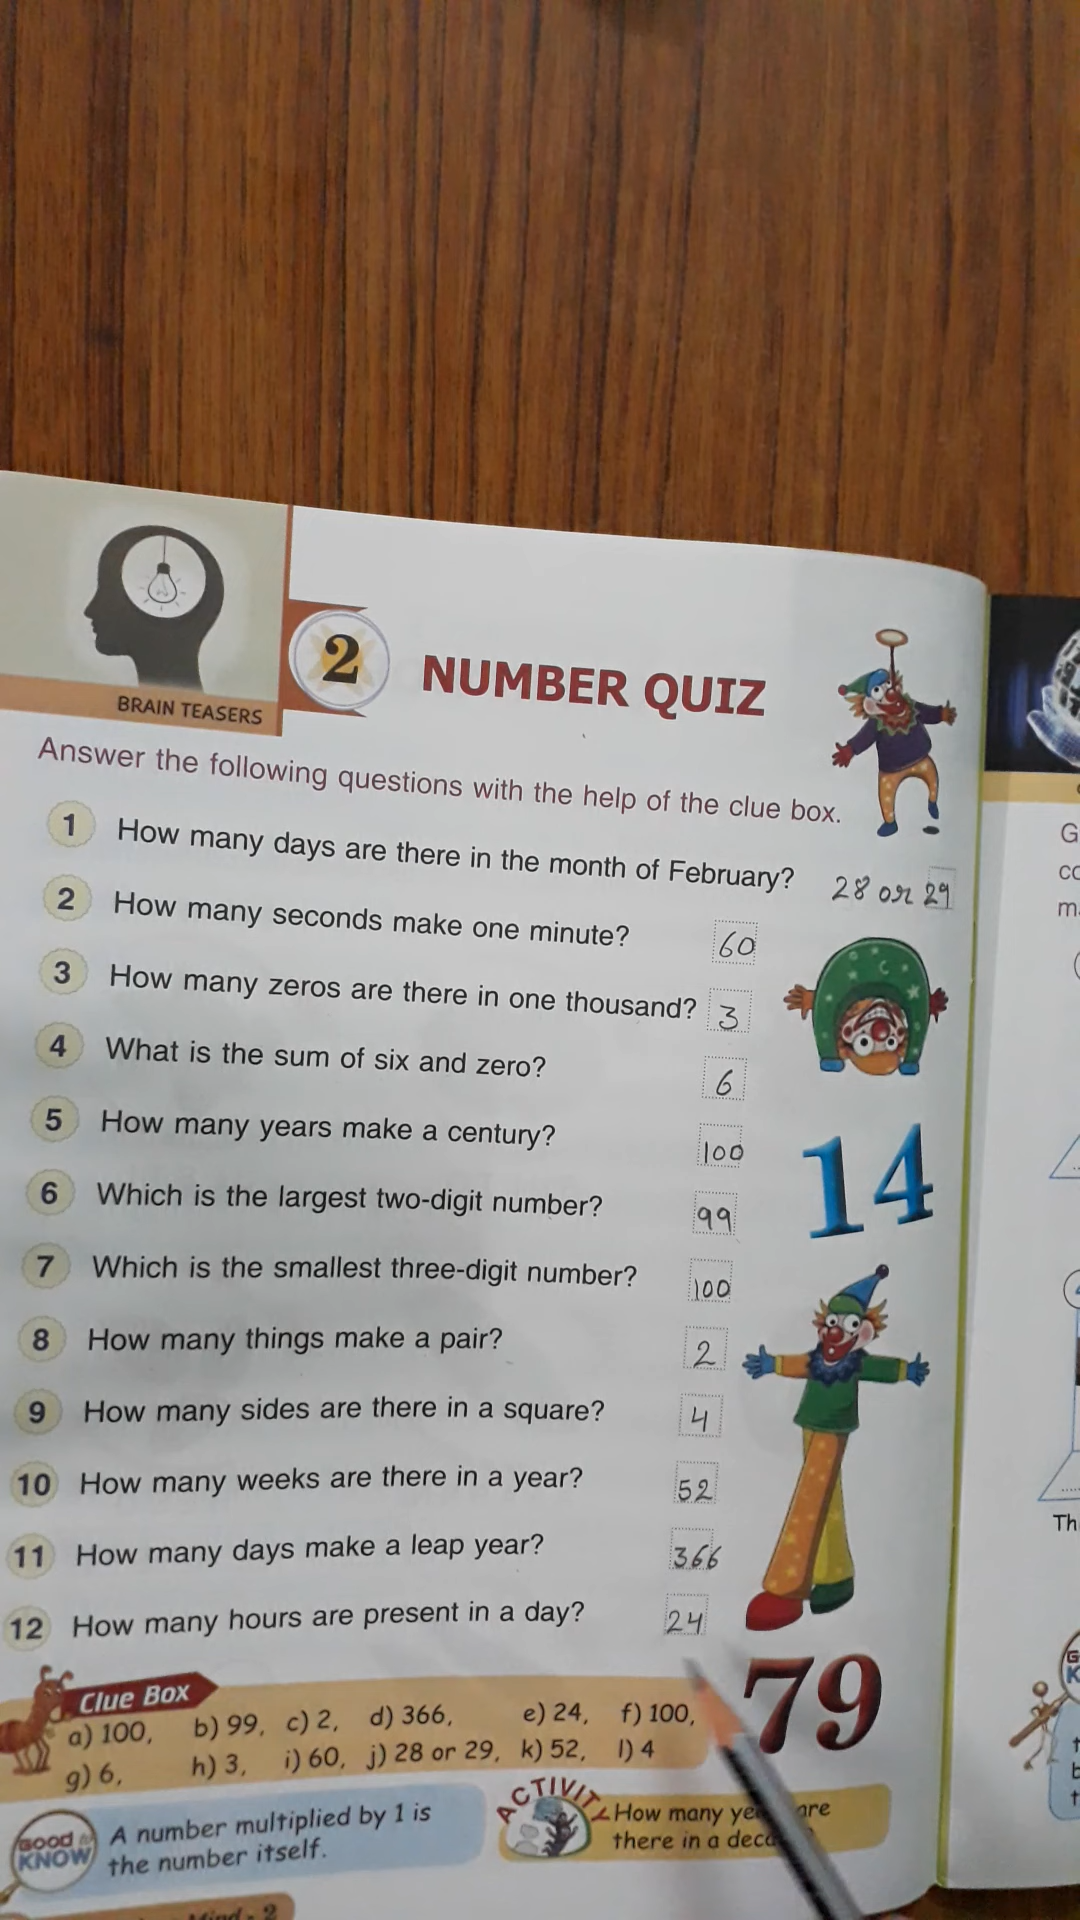 BRAIN TEASERS
2
NUMBER QUIZ
Answer the following questions with the help of the clue box.
1 How many days are there in the month of February? 28 or 29
2 How many seconds make one minute? 60
3 How many zeros are there in one thousand? 3
4 What is the sum of six and zero? 6
5 How many years make a century? 100
14
6 Which is the largest two-digit number? 99
7 Which is the smallest three-digit number? 100
8 How many things make a pair? 2
9 How many sides are there in a square? 4
10 How many weeks are there in a year? 52
11 How many days make a leap year? 366
12 How many hours are present in a day? 24
79
Clue Box
a) 100, b) 99, c) 2, d) 366, e) 24, f) 100,
g) 6, h) 3, i) 60, j) 28 or 29, k) 52, l) 4
GOOD KNOW
A number multiplied by 1 is
the number itself.
ACTIVITY
How many are
there in a
Mind - 2
Th